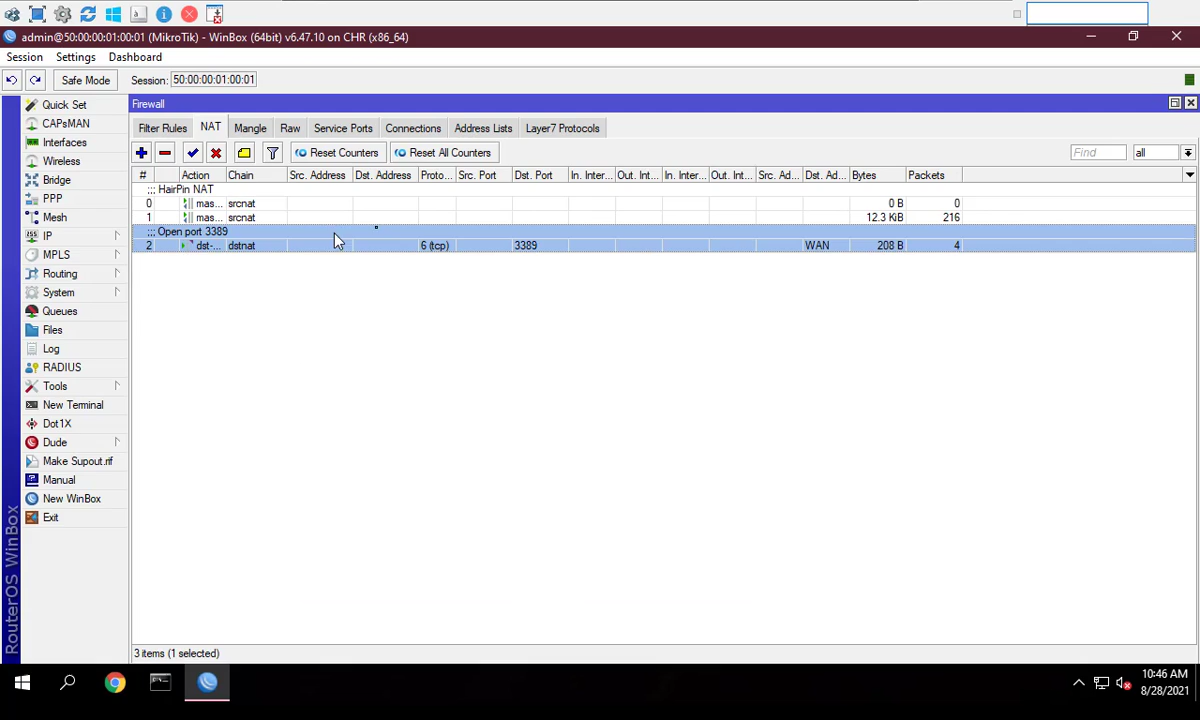 admin@50:00:00:01:00:01 (MikroTik) - WinBox (64bit) v6.47.10 on CHR (x86_64)
Session Settings Dashboard
Safe Mode Session: 50:00:00:01:00:01
RouterOS WinBox
Quick Set
CAPsMAN
Interfaces
Wireless
Bridge
PPP
Mesh
IP
MPLS
Routing
System
Queues
Files
Log
RADIUS
Tools
New Terminal
Dot1X
Dude
Make Supout.rif
Manual
New WinBox
Exit
Firewall
Filter Rules NAT Mangle Raw Service Ports Connections Address Lists Layer7 Protocols
Reset Counters Reset All Counters Find all
# Action Chain Src. Address Dst. Address Proto... Src. Port Dst. Port In. Inter... Out. Int... In. Inter... Out. Int... Src. Ad... Dst. Ad... Bytes Packets
;;; HairPin NAT
0 mas... srcnat 0 B 0
1 mas... srcnat 12.3 KiB 216
;;; Open port 3389
2 dst-... dstnat 6 (tcp) 3389 WAN 208 B 4
3 items (1 selected)
10:46 AM
8/28/2021